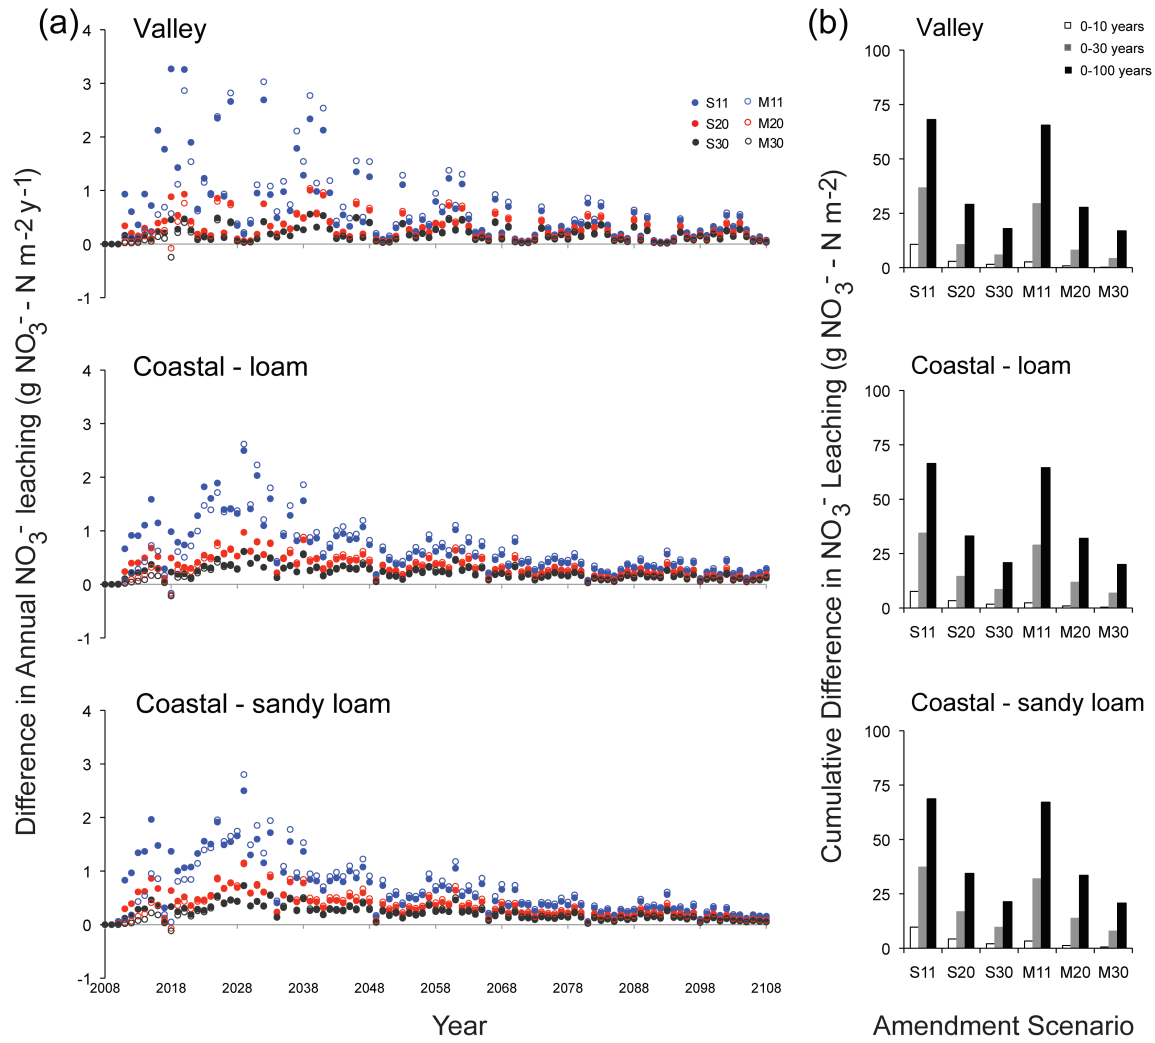 (a)
Valley
4
3
2
1
0
-1
S11 M11
S20 M20
S30 M30
Coastal - loam
4
3
2
1
0
-1
Coastal - sandy loam
4
3
2
1
0
-1
2008 2018 2028 2038 2048 2058 2068 2078 2088 2098 2108
Year
Difference in Annual NO3- leaching (g NO3- - N m-2 y-1)
(b)
Valley
0-10 years
0-30 years
0-100 years
100
75
50
25
0
S11 S20 S30 M11 M20 M30
Coastal - loam
100
75
50
25
0
S11 S20 S30 M11 M20 M30
Coastal - sandy loam
100
75
50
25
0
S11 S20 S30 M11 M20 M30
Amendment Scenario
Cumulative Difference in NO3- Leaching (g NO3- - N m-2)